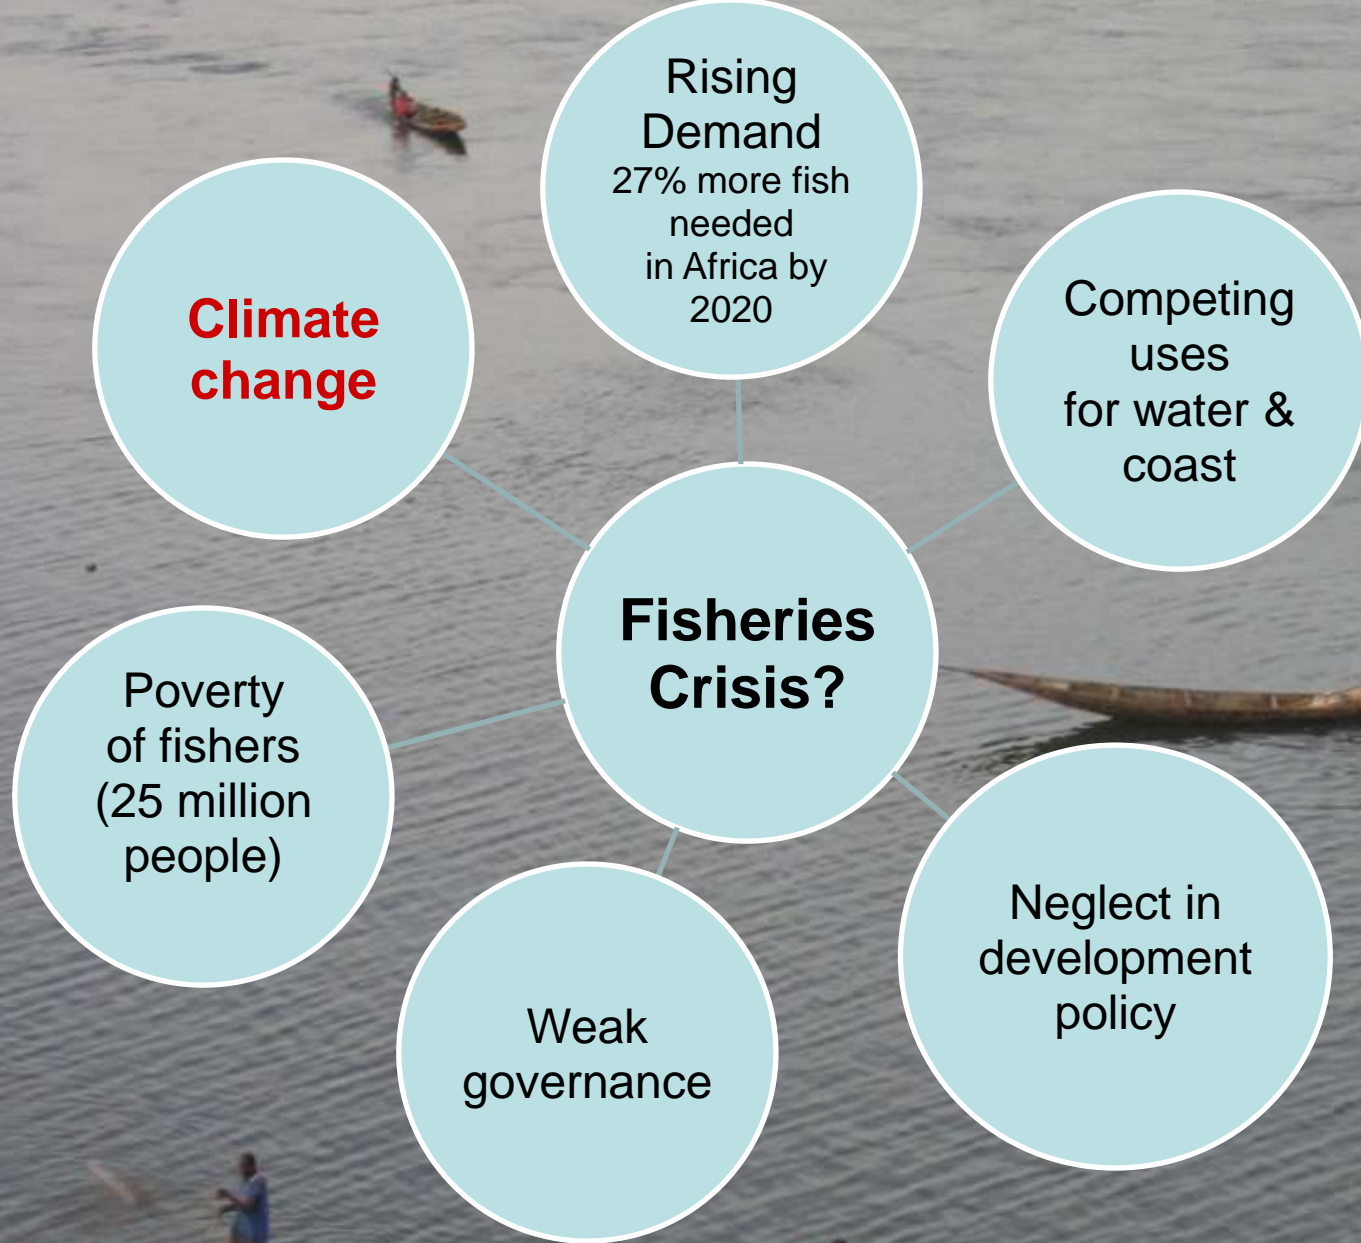 Rising
Demand
27% more fish
needed
in Africa by
2020
Climate
change
Competing
uses
for water &
coast
Fisheries
Crisis?
Poverty
of fishers
(25 million
people)
Neglect in
development
policy
Weak
governance